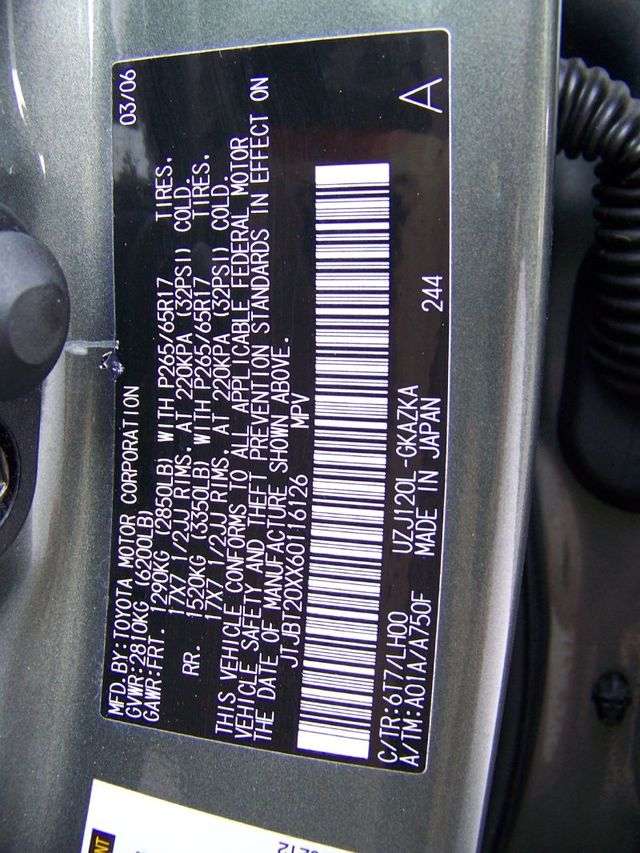 MFD.BY:TOYOTA MOTOR CORPORATION 03/06
GVWR:2810KG (6200LB)
GAWR:FRT. 1290KG (2850LB) WITH P265/65R17 TIRES.
17X7 1/2JJ RIMS, AT 220KPA (32PSI) COLD.
RR. 1520KG (3350LB) WITH P265/65R17 TIRES.
17X7 1/2JJ RIMS, AT 220KPA (32PSI) COLD.
THIS VEHICLE CONFORMS TO ALL APPLICABLE FEDERAL MOTOR
VEHICLE SAFETY AND THEFT PREVENTION STANDARDS IN EFFECT ON
THE DATE OF MANUFACTURE SHOWN ABOVE.
JTJBT20XX60116126 MPV
C/TR:6T7/LH00 UZJ120L-GKAZKA 244 A
A/TM:A01A/A750F MADE IN JAPAN